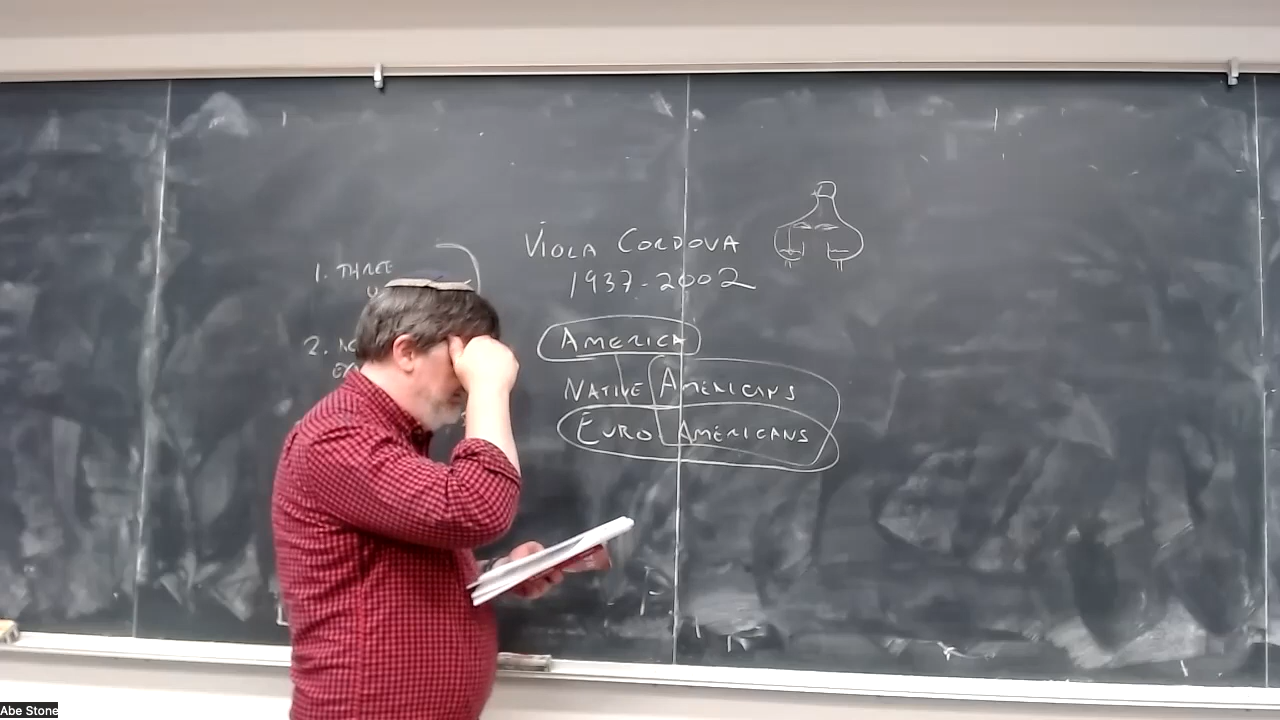 1. THREE
2.
VIOLA CORDOVA
1937-2002
AMERICA
NATIVE AMERICANS
EURO AMERICANS
Abe Stone